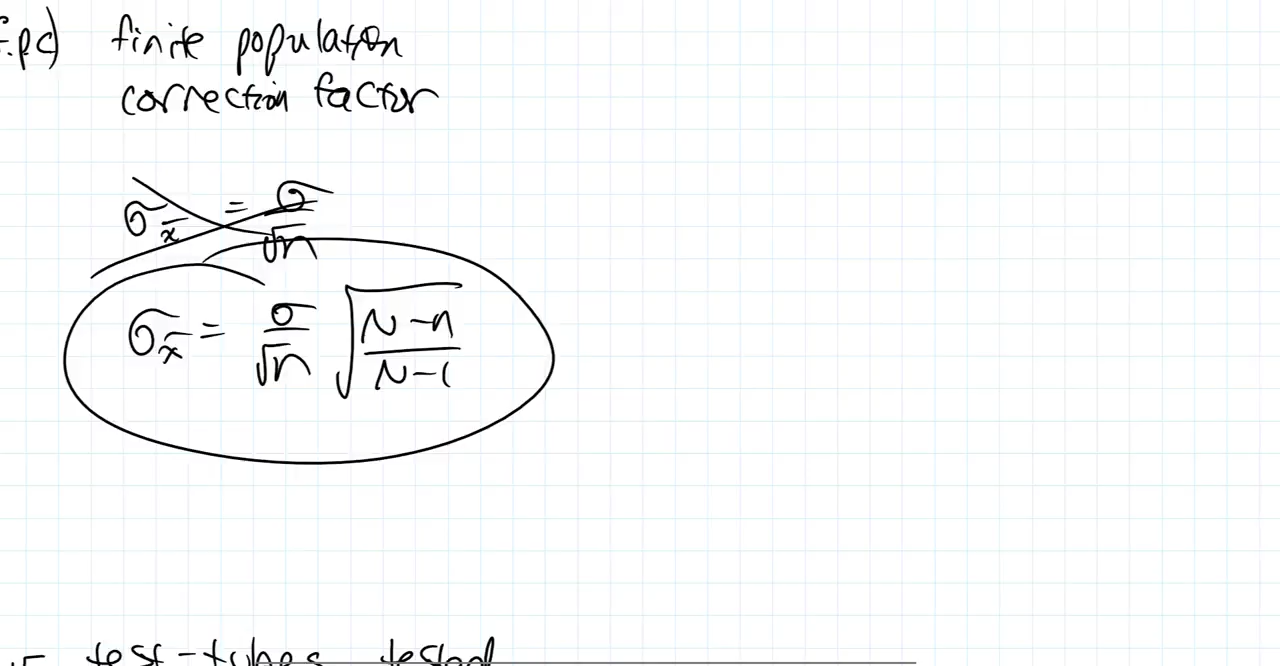 f.p.c) finite population
correction factor
σx̄ = σ/√n
σx̄ = σ/√n √((N-n)/(N-1))
test-tubes tested